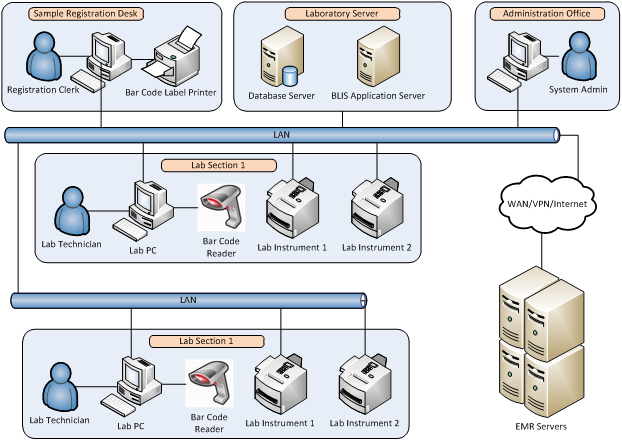 Sample Registration Desk
Laboratory Server
Administration Office
Registration Clerk
Bar Code Label Printer
Database Server
BLIS Application Server
System Admin
LAN
Lab Section 1
Lab Technician
Lab PC
Bar Code
Reader
Lab Instrument 1
Lab Instrument 2
WAN/VPN/Internet
LAN
Lab Section 1
Lab Technician
Lab PC
Bar Code
Reader
Lab Instrument 1
Lab Instrument 2
EMR Servers